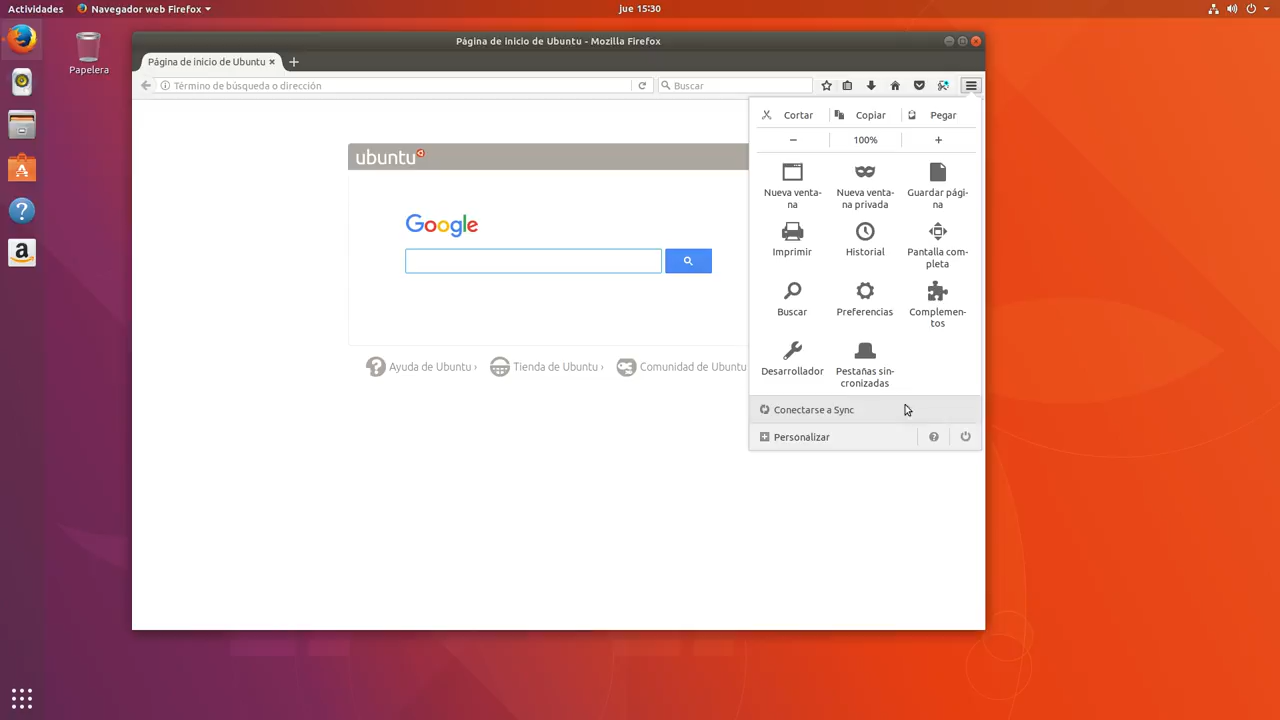 Actividades
Navegador web Firefox
jue 15:30
Papelera
Página de inicio de Ubuntu - Mozilla Firefox
Página de inicio de Ubuntu
Término de búsqueda o dirección
Buscar
Cortar
Copiar
Pegar
100%
Nueva venta-
na
Nueva venta-
na privada
Guardar pági-
na
Imprimir
Historial
Pantalla com-
pleta
Buscar
Preferencias
Complemen-
tos
Desarrollador
Pestañas sin-
cronizadas
Conectarse a Sync
Personalizar
ubuntu
Google
Ayuda de Ubuntu ›
Tienda de Ubuntu ›
Comunidad de Ubuntu